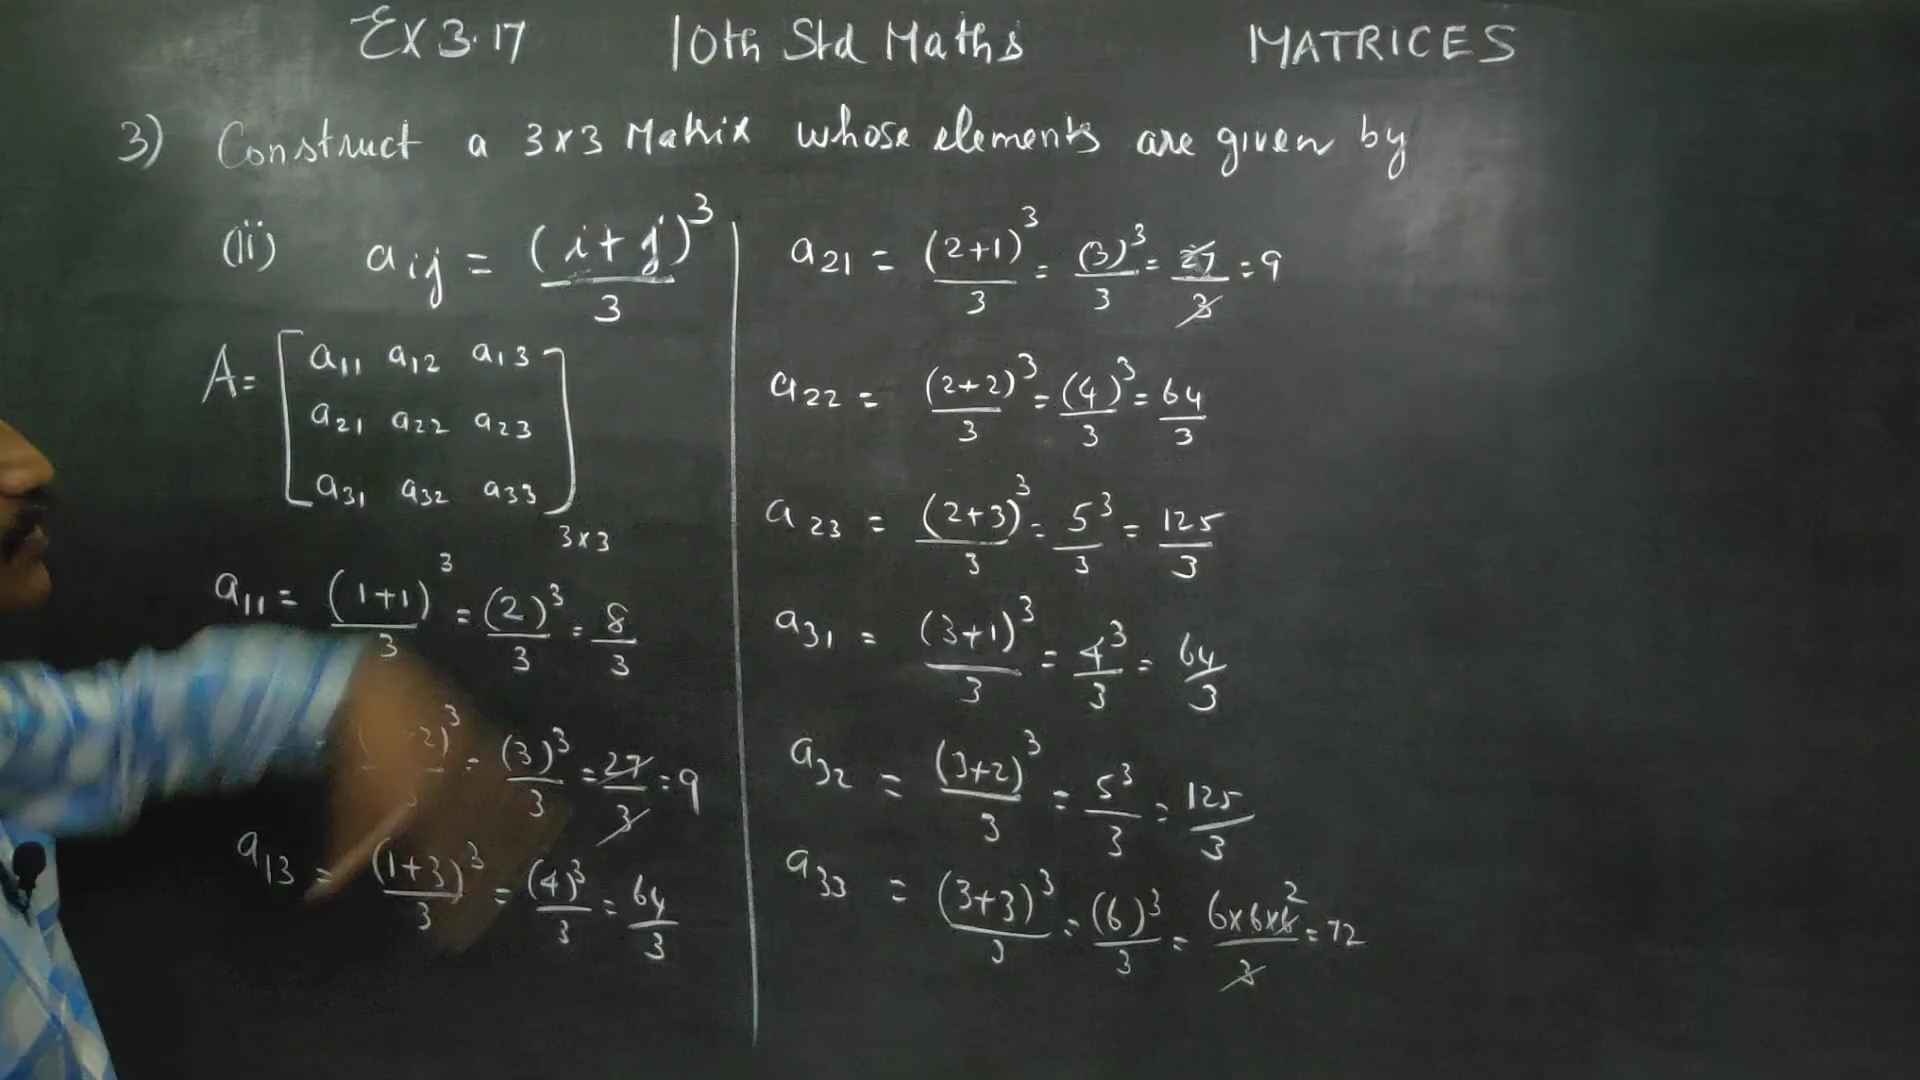 Ex 3.17 10th Std Maths MATRICES
3) Construct a 3x3 Matrix whose elements are given by
(ii) aij = (i+j)^3/3
A = [a11 a12 a13
a21 a22 a23
a31 a32 a33] 3x3
a11 = (1+1)^3/3 = (2)^3/3 = 8/3
2)^3/3 = (3)^3/3 = 27/3 = 9
a13 = (1+3)^3/3 = (4)^3/3 = 64/3
a21 = (2+1)^3/3 = (3)^3/3 = 27/3 = 9
a22 = (2+2)^3/3 = (4)^3/3 = 64/3
a23 = (2+3)^3/3 = 5^3/3 = 125/3
a31 = (3+1)^3/3 = 4^3/3 = 64/3
a32 = (3+2)^3/3 = 5^3/3 = 125/3
a33 = (3+3)^3/3 = (6)^3/3 = 6x6x6^2/3 = 72